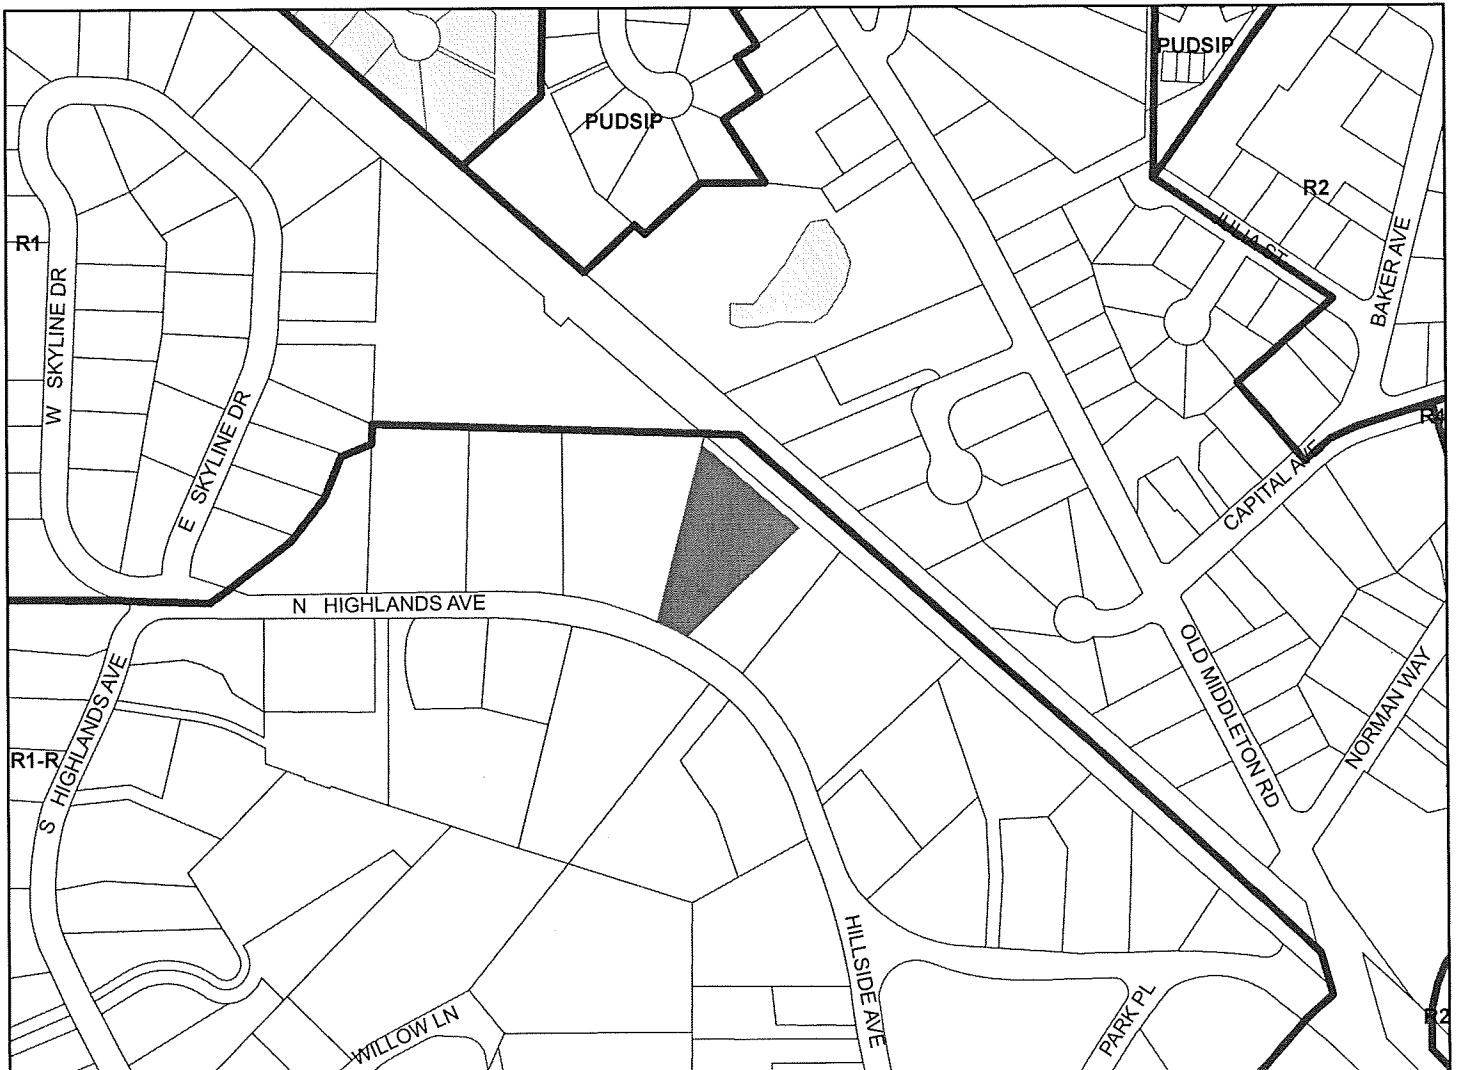 PUDSIP
PUDSIP
R2
R1
JULIA ST
BAKER AVE
W SKYLINE DR
E SKYLINE DR
R4
CAPITAL AVE
N HIGHLANDS AVE
OLD MIDDLETON RD
NORMAN WAY
R1-R
S HIGHLANDS AVE
HILLSIDE AVE
PARK PL
WILLOW LN
R2